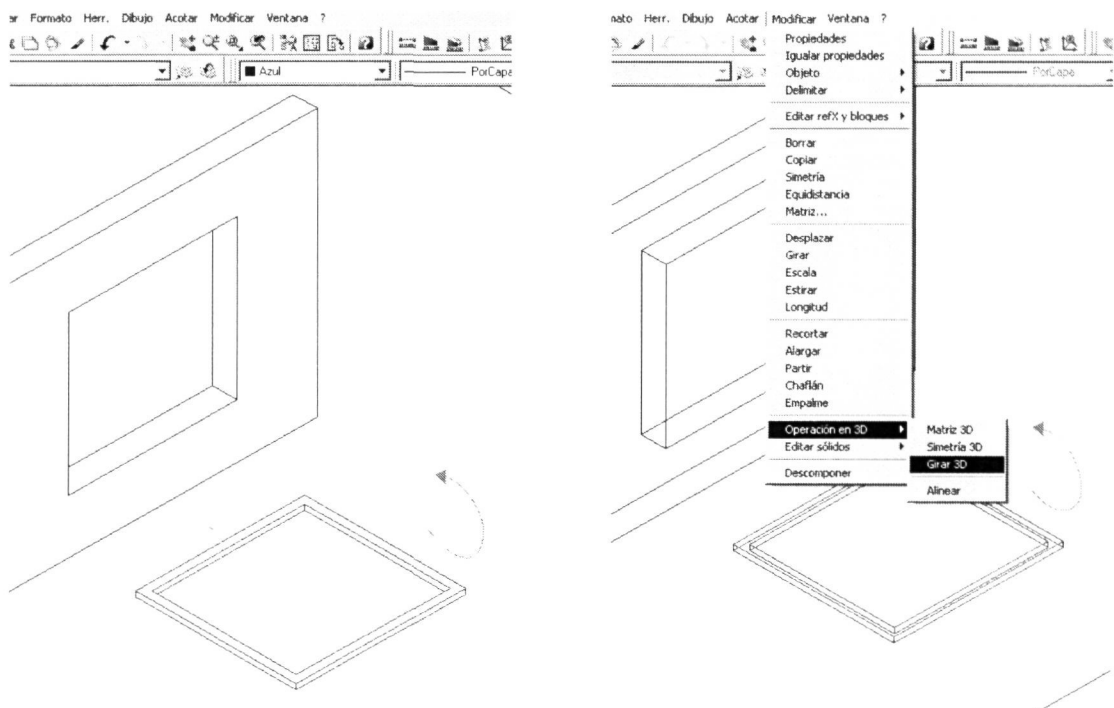 Formato Herr. Dibujo Acotar Modificar Ventana ?
Azul
PorCapa
Herr. Dibujo Acotar Modificar Ventana ?
PorCapa
Propiedades
Igualar propiedades
Objeto
Delimitar
Editar refX y bloques
Borrar
Copiar
Simetría
Equidistancia
Matriz...
Desplazar
Girar
Escala
Estirar
Longitud
Recortar
Alargar
Partir
Chaflán
Empalme
Operación en 3D
Editar sólidos
Descomponer
Matriz 3D
Simetría 3D
Girar 3D
Alinear